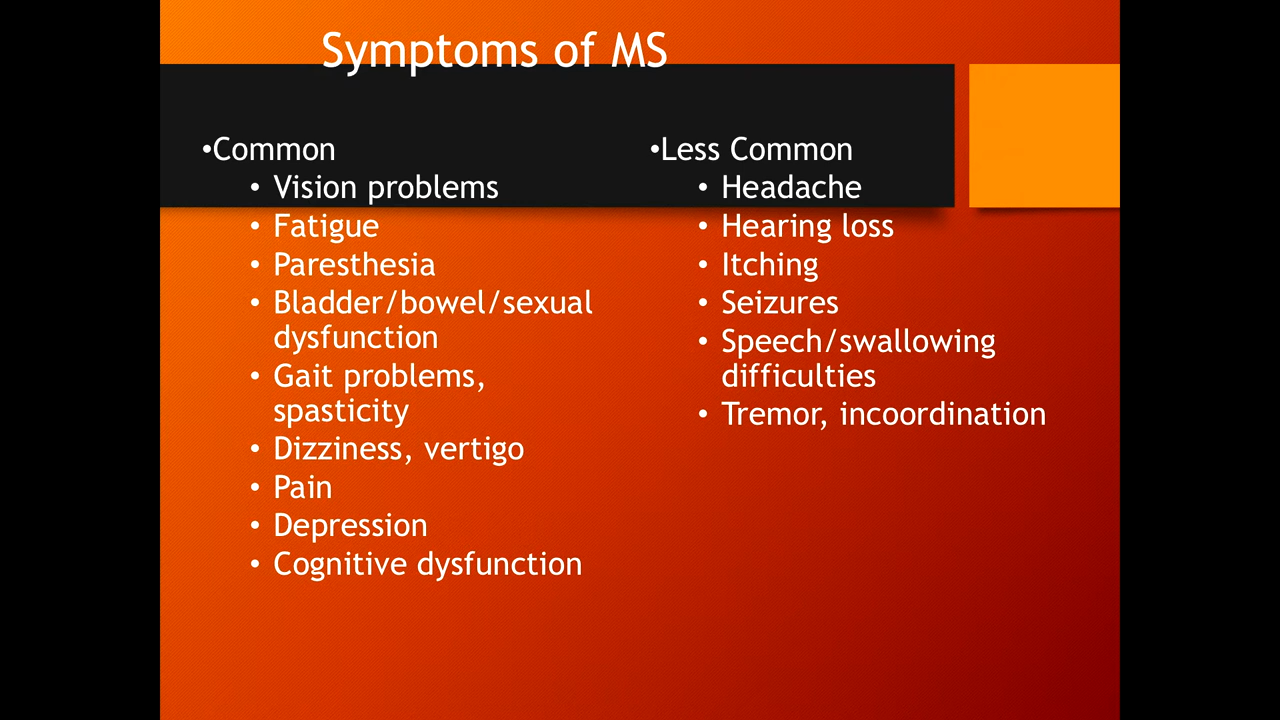 Symptoms of MS
•Common
• Vision problems
• Fatigue
• Paresthesia
• Bladder/bowel/sexual
dysfunction
• Gait problems,
spasticity
• Dizziness, vertigo
• Pain
• Depression
• Cognitive dysfunction
•Less Common
• Headache
• Hearing loss
• Itching
• Seizures
• Speech/swallowing
difficulties
• Tremor, incoordination